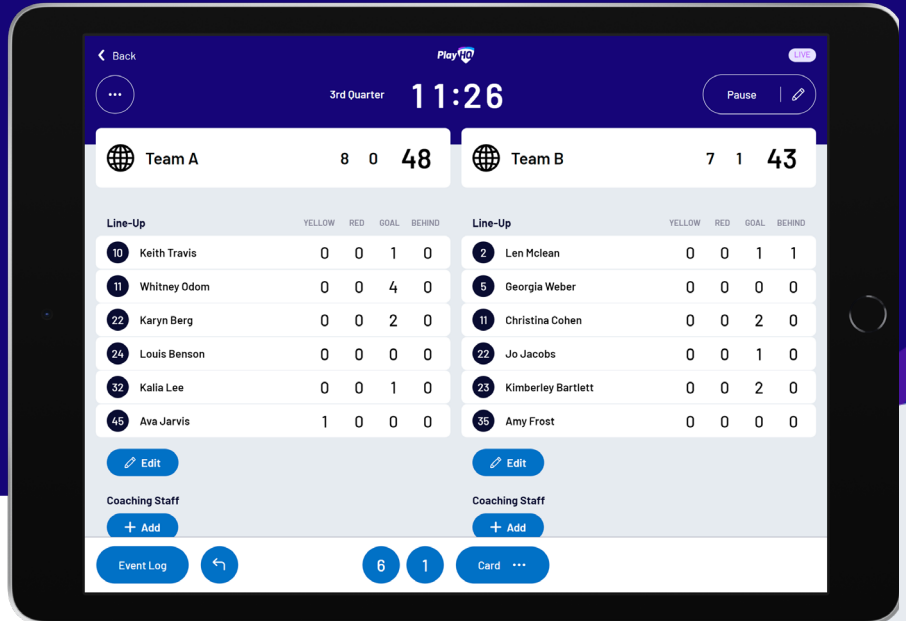 Back
PlayHQ
LIVE
3rd Quarter 11:26
Pause
Team A 8 0 48
Team B 7 1 43
Line-Up YELLOW RED GOAL BEHIND
10 Keith Travis 0 0 1 0
11 Whitney Odom 0 0 4 0
22 Karyn Berg 0 0 2 0
24 Louis Benson 0 0 0 0
32 Kalia Lee 0 0 1 0
45 Ava Jarvis 1 0 0 0
Edit
Coaching Staff
+ Add
Line-Up YELLOW RED GOAL BEHIND
2 Len Mclean 0 0 1 1
5 Georgia Weber 0 0 0 0
11 Christina Cohen 0 0 2 0
22 Jo Jacobs 0 0 1 0
23 Kimberley Bartlett 0 0 2 0
35 Amy Frost 0 0 0 0
Edit
Coaching Staff
+ Add
Event Log
6 1
Card ...